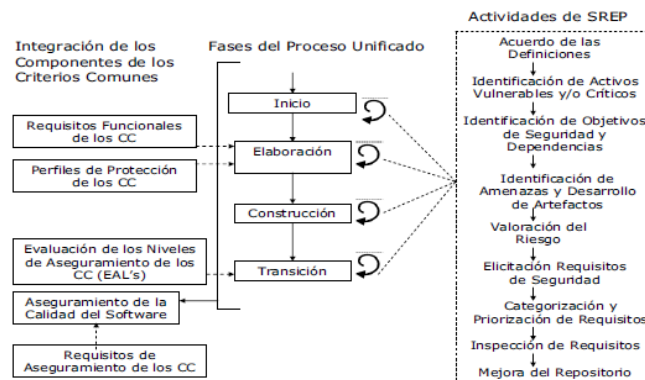 Integración de los
Componentes de los
Criterios Comunes
Requisitos Funcionales
de los CC
Perfiles de Protección
de los CC
Evaluación de los Niveles
de Aseguramiento de los
CC (EAL's)
Aseguramiento de la
Calidad del Software
Requisitos de
Aseguramiento de los CC
Fases del Proceso Unificado
Inicio
Elaboración
Construcción
Transición
Actividades de SREP
Acuerdo de las
Definiciones
Identificación de Activos
Vulnerables y/o Críticos
Identificación de Objetivos
de Seguridad y
Dependencias
Identificación de
Amenazas y Desarrollo
de Artefactos
Valoración del
Riesgo
Elicitación Requisitos
de Seguridad
Categorización y
Priorización de Requisitos
Inspección de Requisitos
Mejora del Repositorio